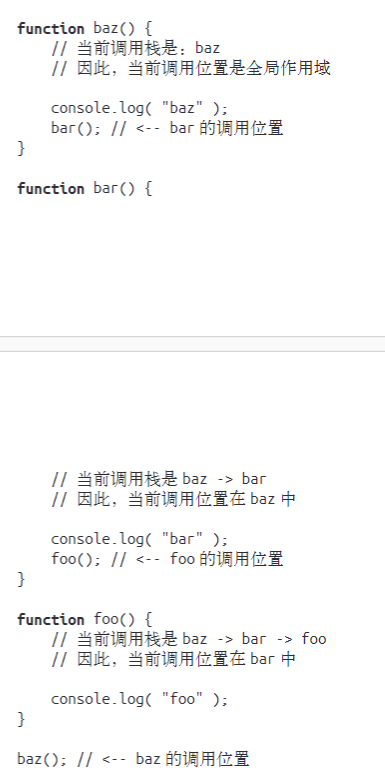 function baz() {
    // 当前调用栈是：baz
    // 因此，当前调用位置是全局作用域
    console.log( "baz" );
    bar(); // <-- bar 的调用位置
}
function bar() {
    // 当前调用栈是 baz -> bar
    // 因此，当前调用位置在 baz 中
    console.log( "bar" );
    foo(); // <-- foo 的调用位置
}
function foo() {
    // 当前调用栈是 baz -> bar -> foo
    // 因此，当前调用位置在 bar 中
    console.log( "foo" );
}
baz(); // <-- baz 的调用位置